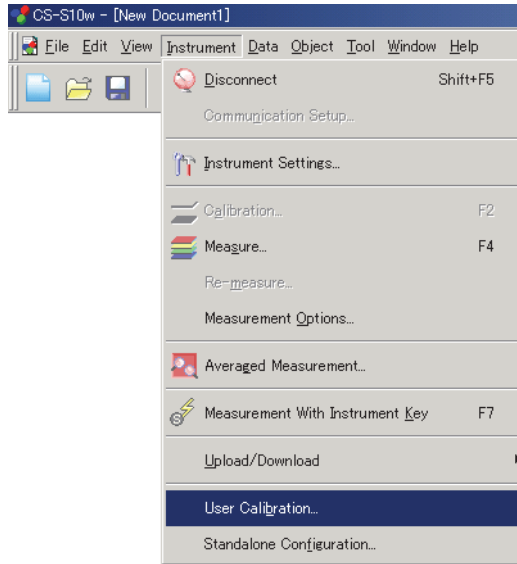 CS-S10w - [New Document1]
File Edit View Instrument Data Object Tool Window Help
Disconnect Shift+F5
Communication Setup...
Instrument Settings...
Calibration... F2
Measure... F4
Re-measure...
Measurement Options...
Averaged Measurement...
Measurement With Instrument Key F7
Upload/Download
User Calibration...
Standalone Configuration...